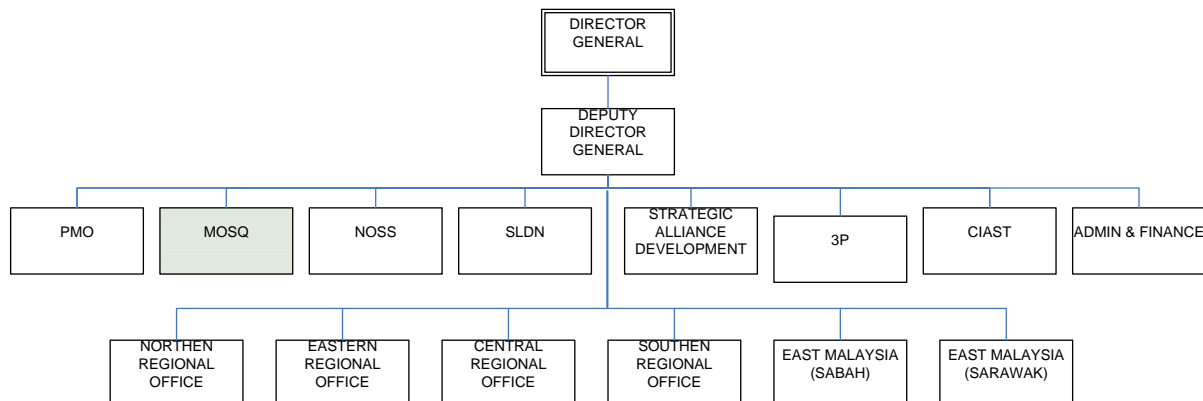 DIRECTOR
GENERAL
DEPUTY
DIRECTOR
GENERAL
PMO
MOSQ
NOSS
SLDN
STRATEGIC
ALLIANCE
DEVELOPMENT
3P
CIAST
ADMIN & FINANCE
NORTHEN
REGIONAL
OFFICE
EASTERN
REGIONAL
OFFICE
CENTRAL
REGIONAL
OFFICE
SOUTHEN
REGIONAL
OFFICE
EAST MALAYSIA
(SABAH)
EAST MALAYSIA
(SARAWAK)